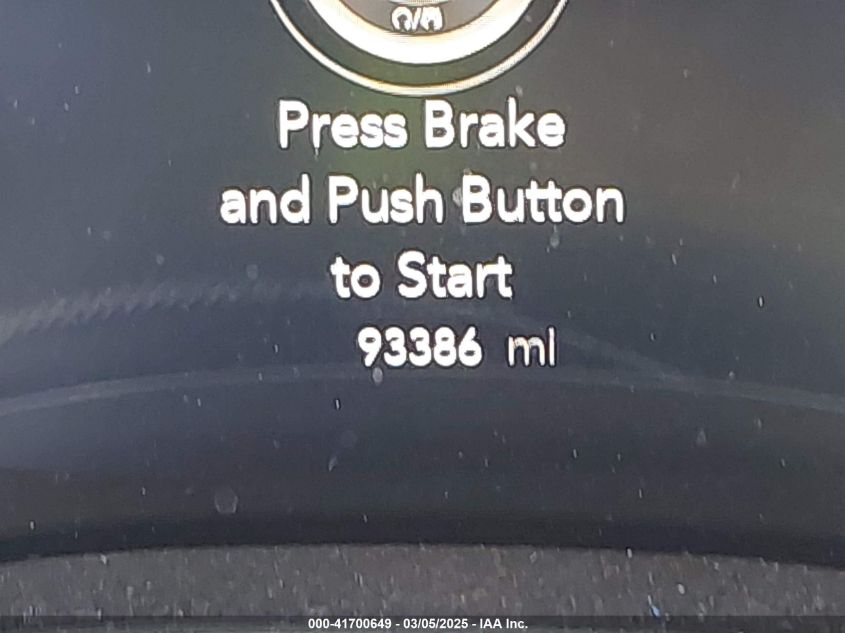 Press Brake
and Push Button
to Start
93386 mi
000-41700649 - 03/05/2025 - IAA Inc.